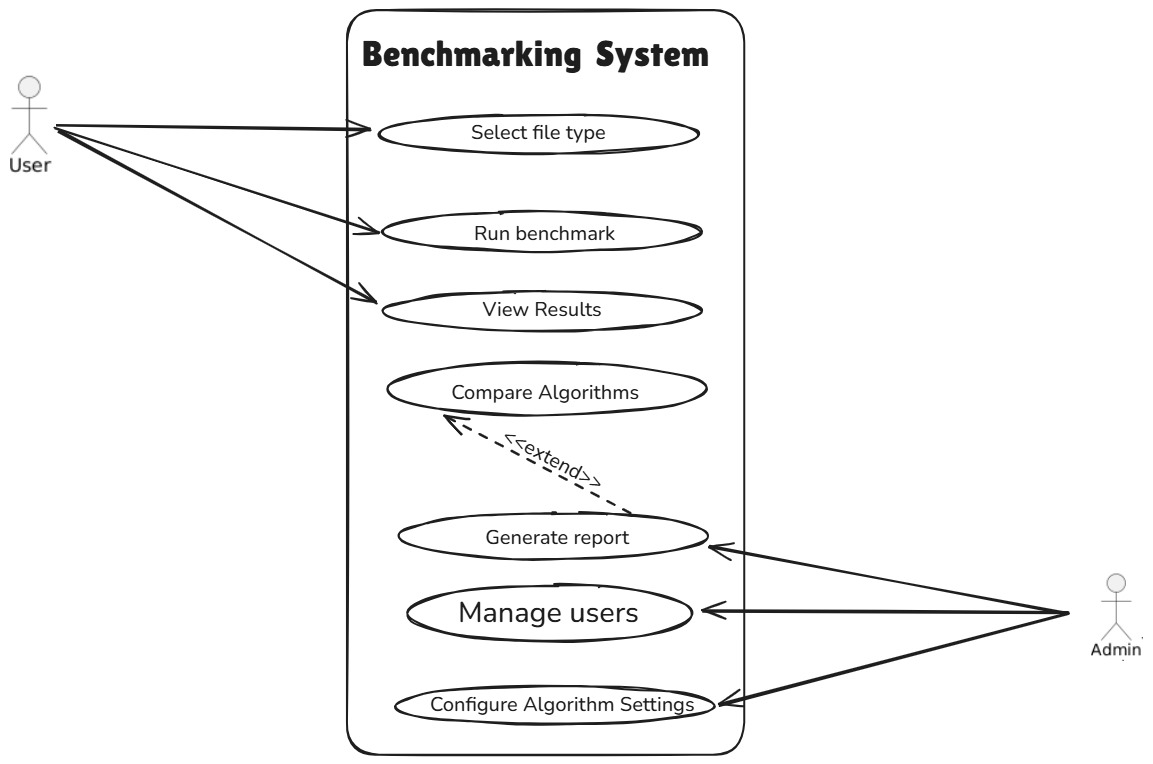 Benchmarking System
Select file type
User
Run benchmark
View Results
Compare Algorithms
<<extend>>
Generate report
Manage users
Admin
Configure Algorithm Settings